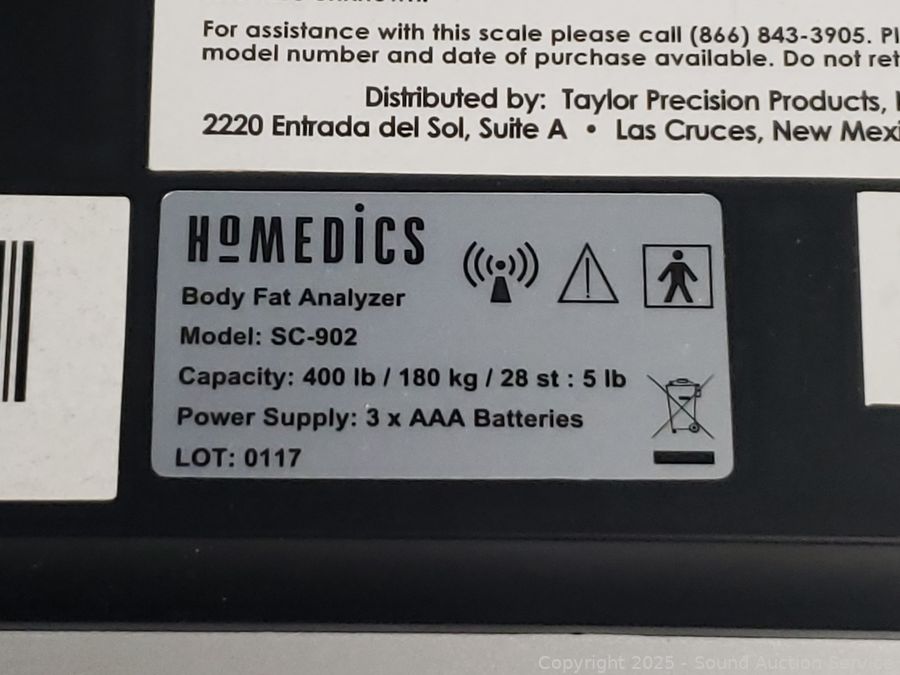 For assistance with this scale please call (866) 843-3905.
model number and date of purchase available. Do not
Distributed by: Taylor Precision Products,
2220 Entrada del Sol, Suite A • Las Cruces, New
HoMEDiCS
Body Fat Analyzer
Model: SC-902
Capacity: 400 lb / 180 kg / 28 st : 5 lb
Power Supply: 3 x AAA Batteries
LOT: 0117
Copyright 2025 - Sound Auction Service